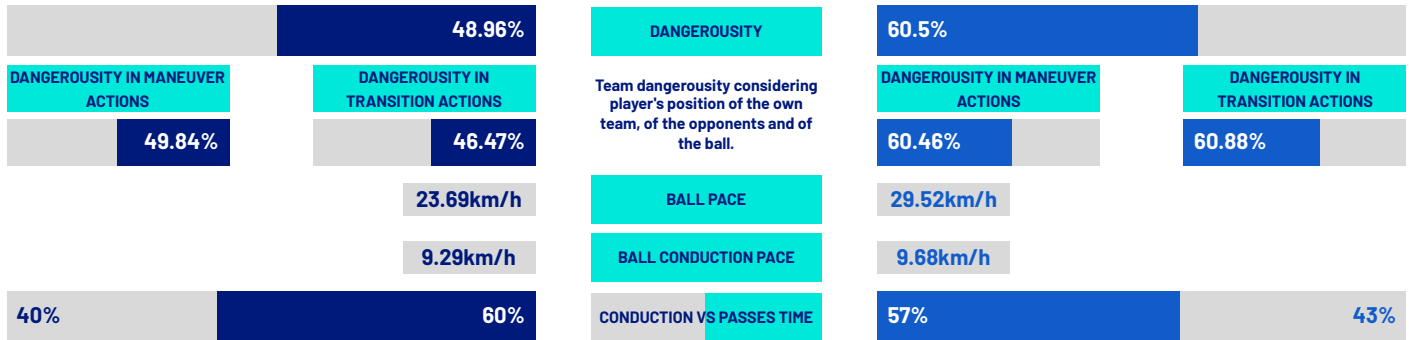 48.96%
DANGEROUSITY
60.5%
DANGEROUSITY IN MANEUVER
ACTIONS
DANGEROUSITY IN
TRANSITION ACTIONS
Team dangerousity considering
player's position of the own
team, of the opponents and of
the ball.
DANGEROUSITY IN MANEUVER
ACTIONS
DANGEROUSITY IN
TRANSITION ACTIONS
49.84%
46.47%
60.46%
60.88%
23.69km/h
BALL PACE
29.52km/h
9.29km/h
BALL CONDUCTION PACE
9.68km/h
40%
60%
CONDUCTION VS PASSES TIME
57%
43%